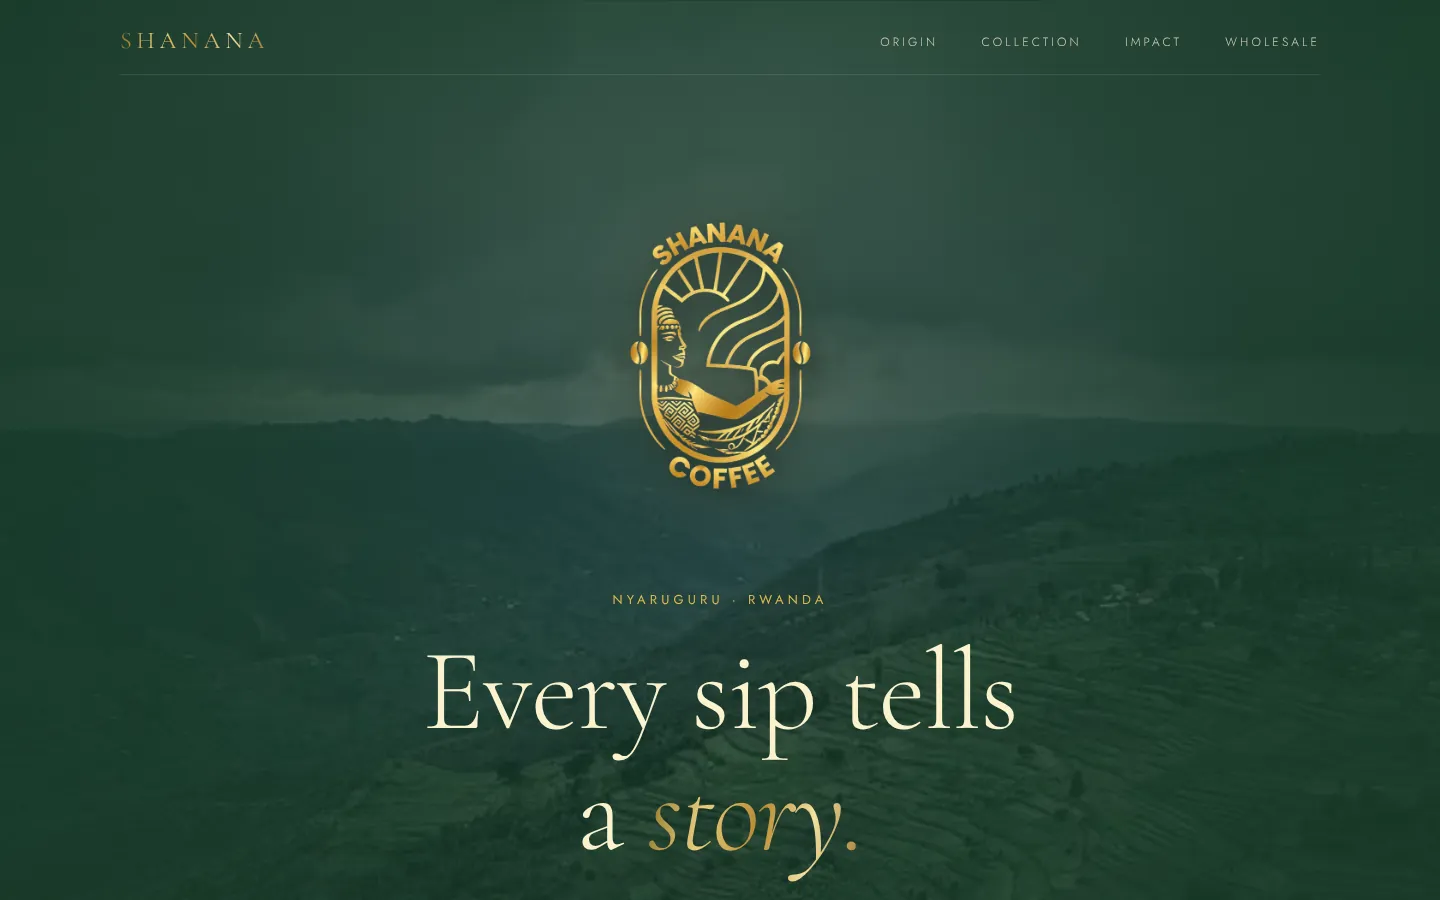 SHANANA
ORIGIN COLLECTION IMPACT WHOLESALE
SHANANA
COFFEE
NYARUGURU · RWANDA
Every sip tells
a story.